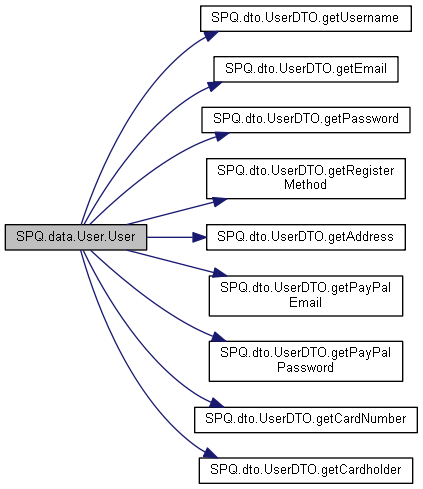 SPQ.dto.UserDTO.getUsername
SPQ.dto.UserDTO.getEmail
SPQ.dto.UserDTO.getPassword
SPQ.dto.UserDTO.getRegister
Method
SPQ.data.User.User
SPQ.dto.UserDTO.getAddress
SPQ.dto.UserDTO.getPayPal
Email
SPQ.dto.UserDTO.getPayPal
Password
SPQ.dto.UserDTO.getCardNumber
SPQ.dto.UserDTO.getCardholder